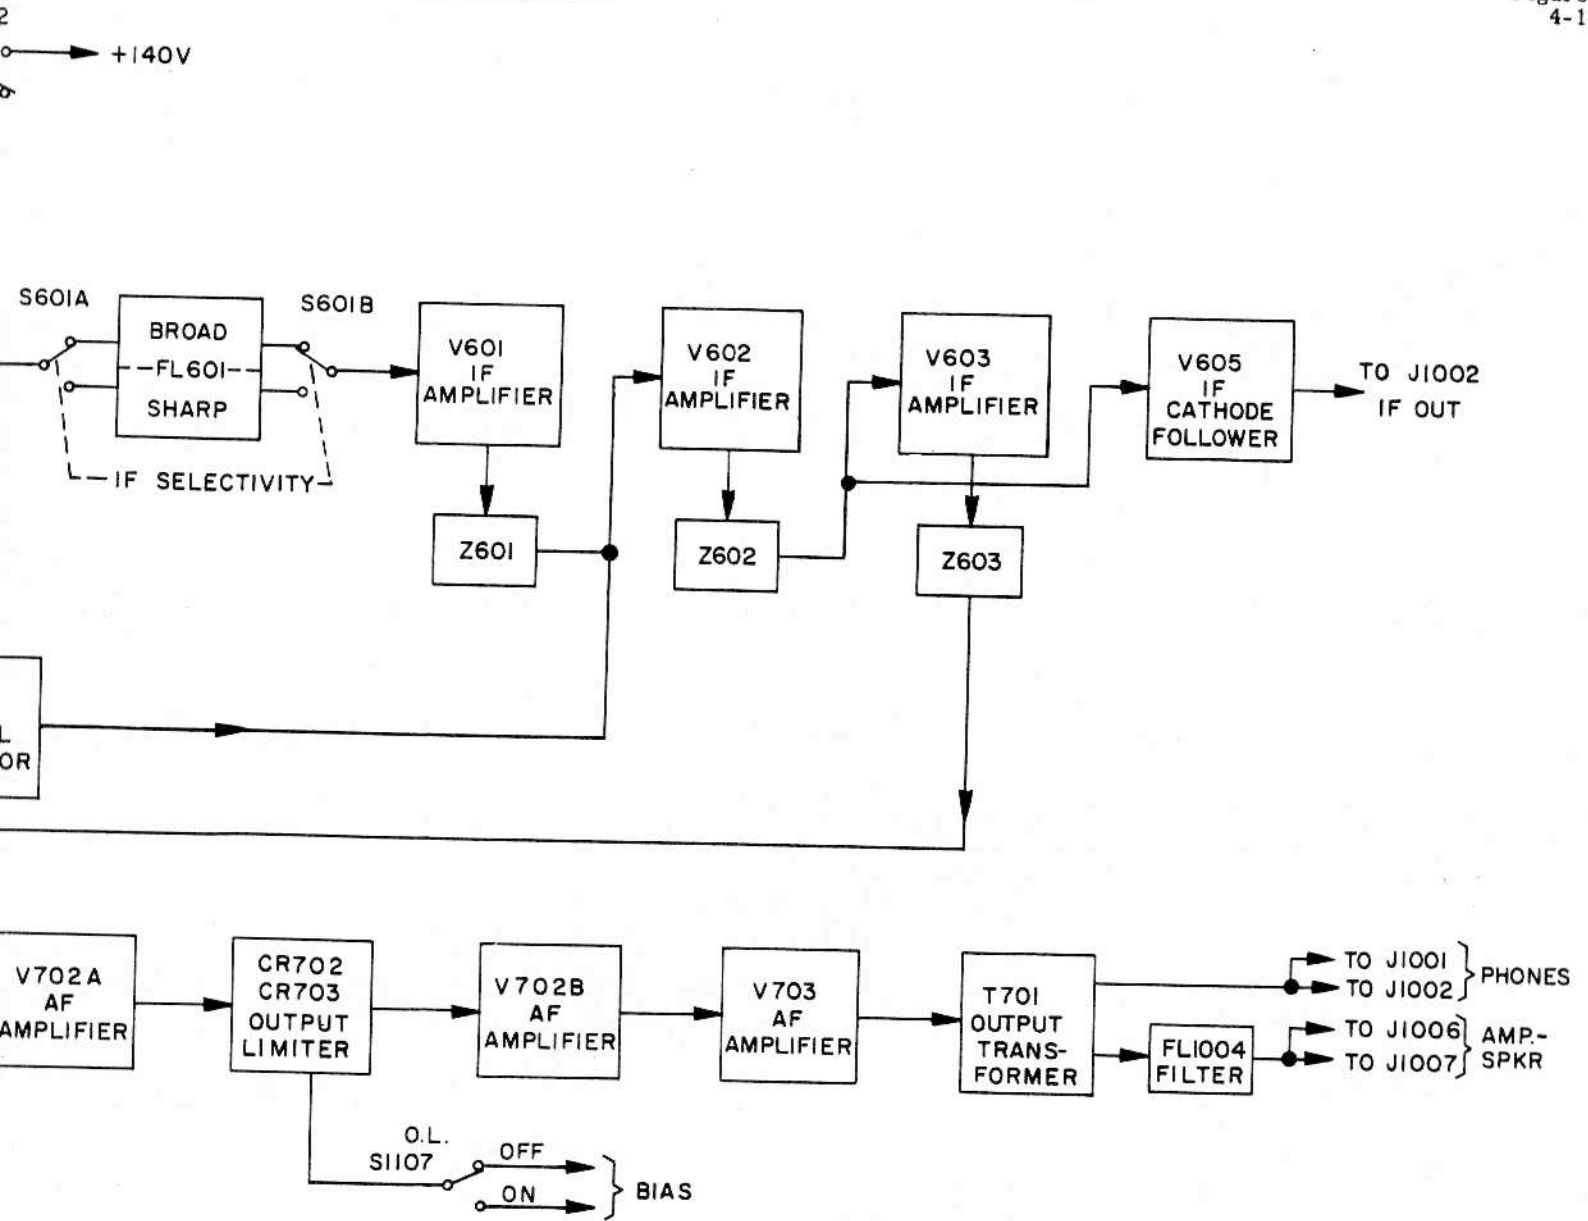 2
4-1
+140V
S601A
S601B
BROAD
FL601
SHARP
IF SELECTIVITY
V601
IF
AMPLIFIER
V602
IF
AMPLIFIER
V603
IF
AMPLIFIER
V605
IF
CATHODE
FOLLOWER
TO J1002
IF OUT
Z601
Z602
Z603
L
OR
V702A
AF
AMPLIFIER
CR702
CR703
OUTPUT
LIMITER
V702B
AF
AMPLIFIER
V703
AF
AMPLIFIER
T701
OUTPUT
TRANS-
FORMER
FL1004
FILTER
TO J1001
TO J1002
PHONES
TO J1006
TO J1007
AMP.-
SPKR
O.L.
S1107
OFF
ON
BIAS